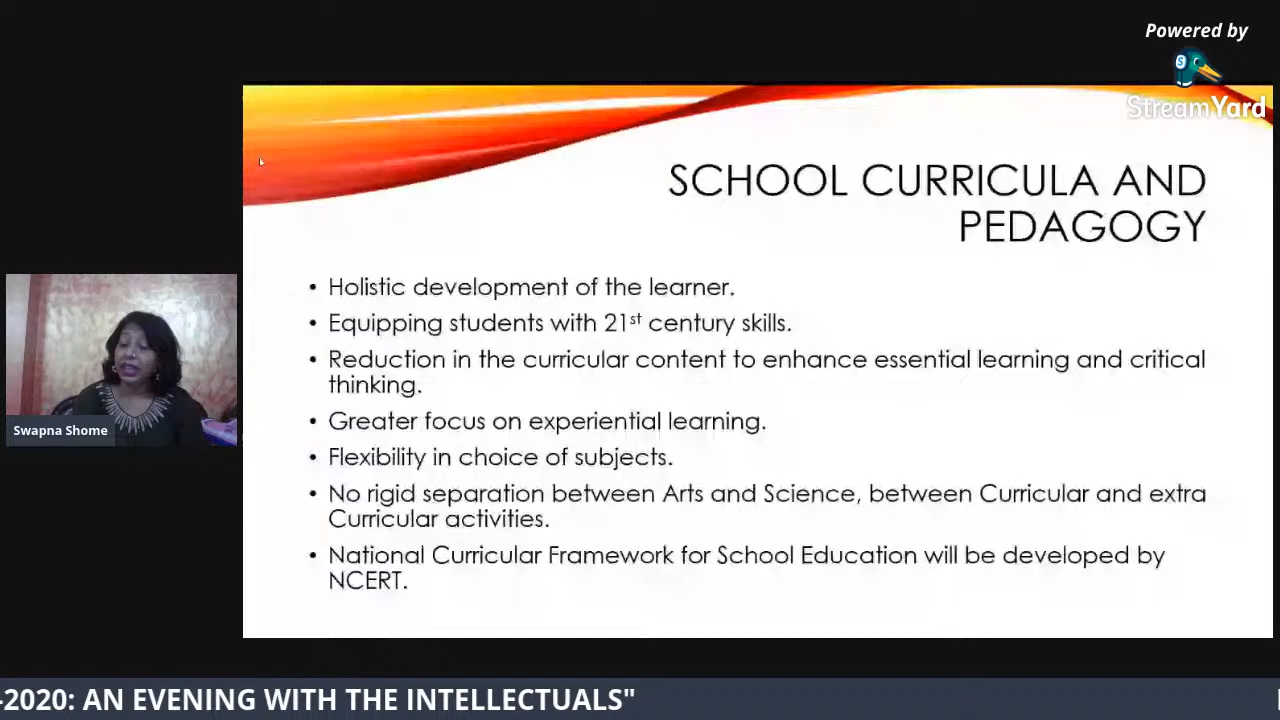 Powered by
StreamYard
SCHOOL CURRICULA AND
PEDAGOGY
• Holistic development of the learner.
• Equipping students with 21st century skills.
• Reduction in the curricular content to enhance essential learning and critical
thinking.
• Greater focus on experiential learning.
• Flexibility in choice of subjects.
• No rigid separation between Arts and Science, between Curricular and extra
Curricular activities.
• National Curricular Framework for School Education will be developed by
NCERT.
Swapna Shome
-2020: AN EVENING WITH THE INTELLECTUALS"